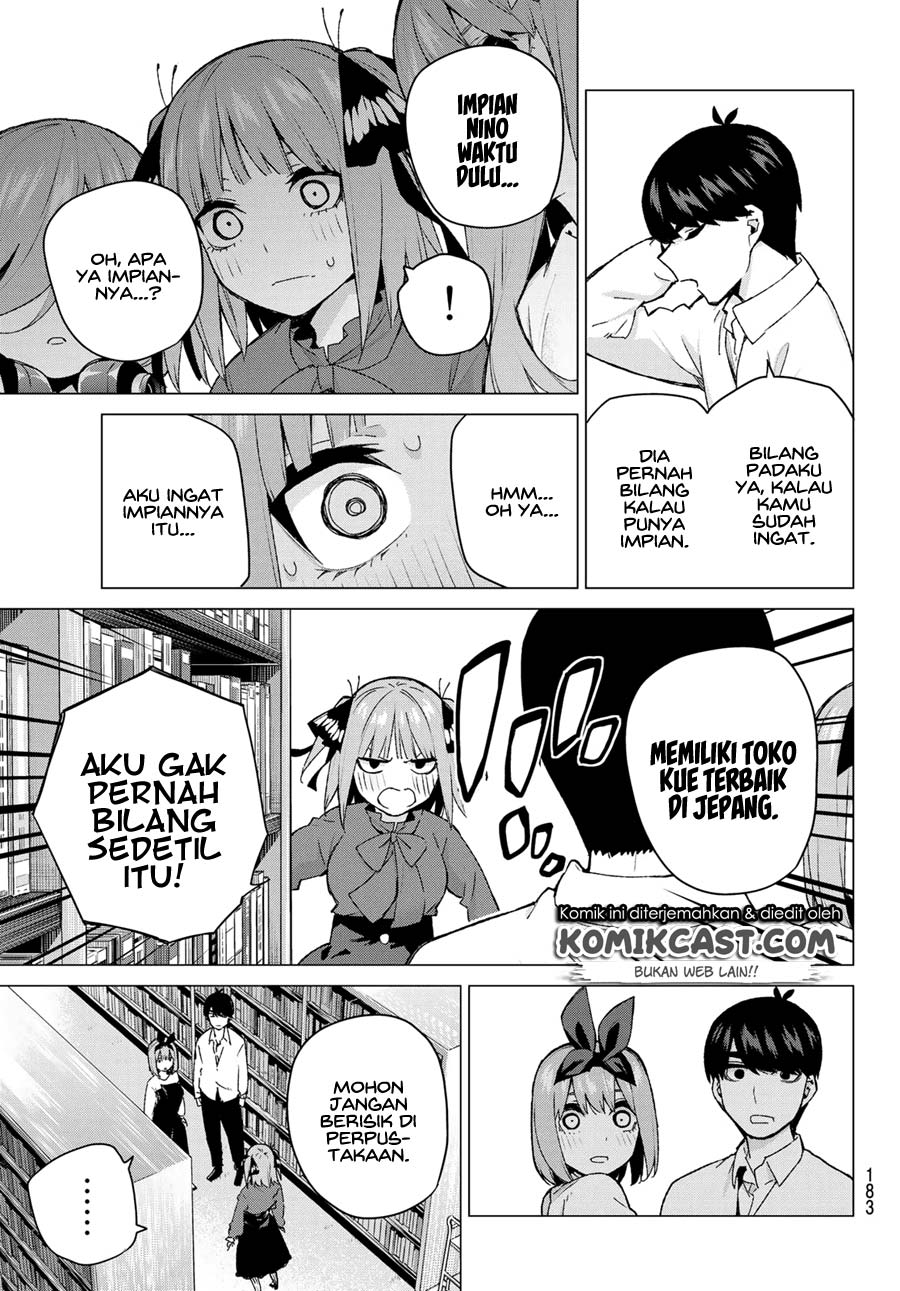 IMPIAN
NINO
WAKTU
DULU...
BILANG
PADAKU
YA, KALAU
KAMU
SUDAH
INGAT.
DIA
PERNAH
BILANG
KALAU
PUNYA
IMPIAN.
!
OH, APA
YA IMPIAN-
NYA...?
HMM...
OH YA...
AKU INGAT
IMPIANNYA
ITU...
MEMILIKI TOKO
KUE TERBAIK
DI JEPANG.
AKU GAK
PERNAH
BILANG
SEDETIL
ITU!
Komik ini diterjemahkan & diedit oleh
KOMIKCAST.COM
BUKAN WEB LAIN!!
MOHON
JANGAN
BERISIK DI
PERPUS-
TAKAAN.
......
183